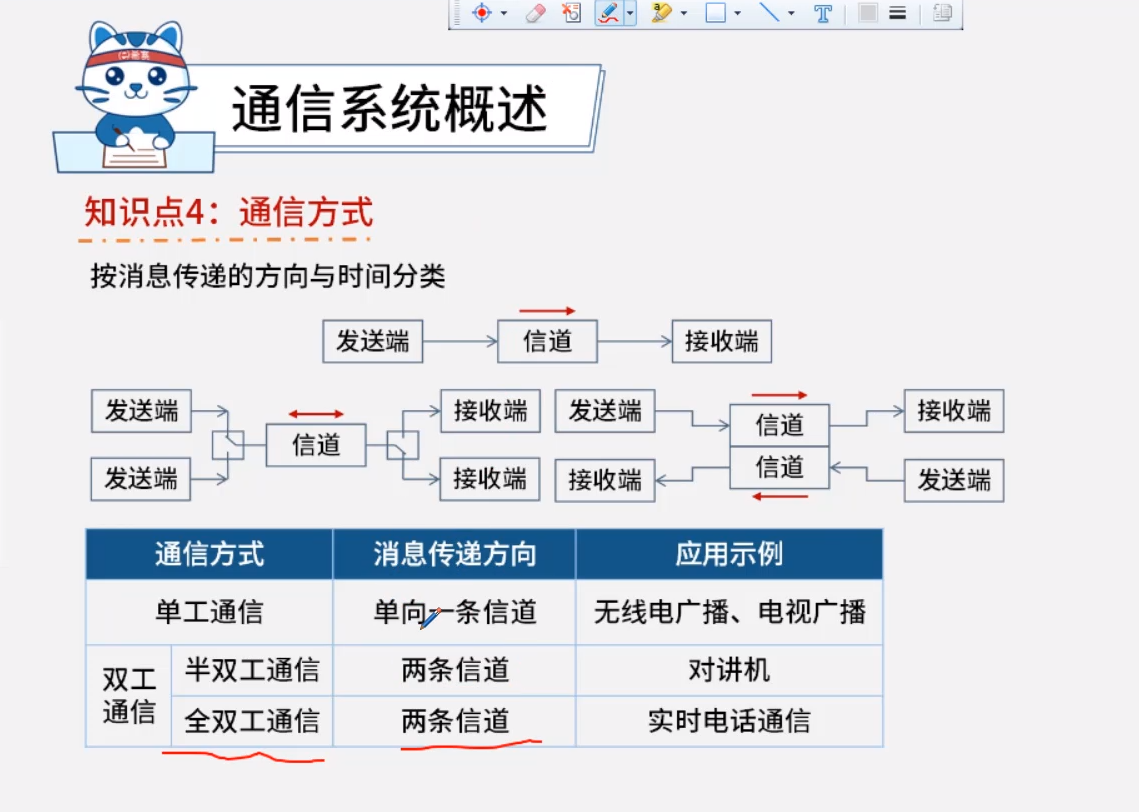 通信系统概述
知识点4：通信方式
按消息传递的方向与时间分类
发送端 信道 接收端
发送端 接收端 发送端 信道 接收端
信道
发送端 接收端 接收端 信道 发送端
通信方式 消息传递方向 应用示例
单工通信 单向一条信道 无线电广播、电视广播
双工通信 半双工通信 两条信道 对讲机
全双工通信 两条信道 实时电话通信